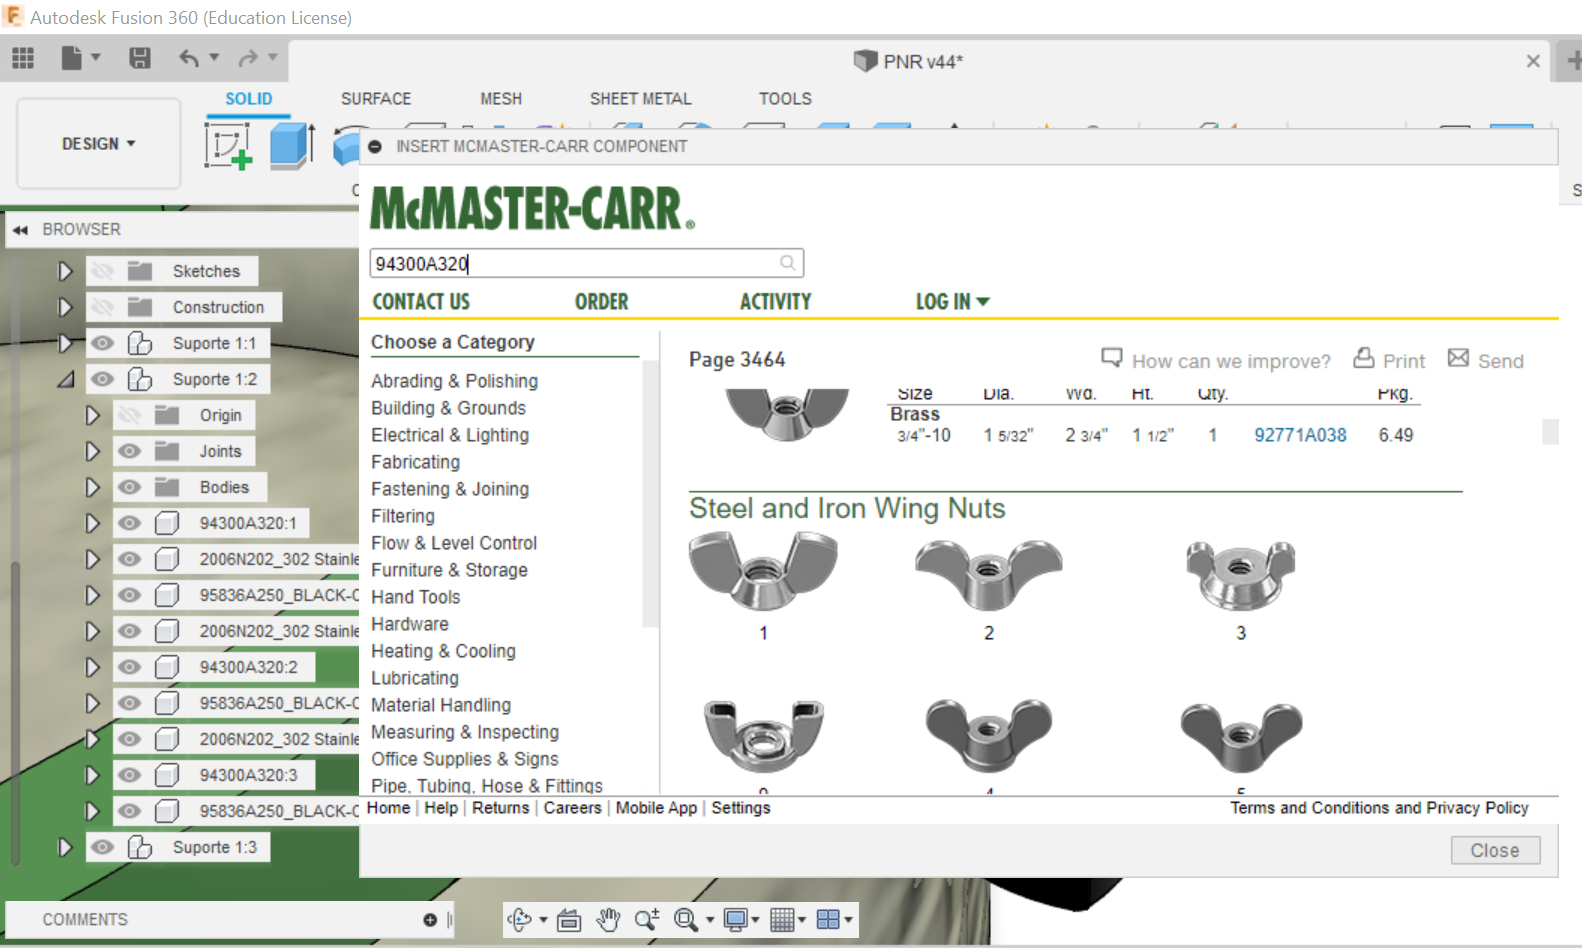 Autodesk Fusion 360 (Education License)
PNR v44*
SOLID
SURFACE
MESH
SHEET METAL
TOOLS
DESIGN
INSERT MCMASTER-CARR COMPONENT
BROWSER
Sketches
Construction
Suporte 1:1
Suporte 1:2
Origin
Joints
Bodies
94300A320:1
2006N202_302 Stainle
95836A250_BLACK-O
2006N202_302 Stainle
94300A320:2
95836A250_BLACK-O
2006N202_302 Stainle
94300A320:3
95836A250_BLACK-O
Suporte 1:3
COMMENTS
McMASTER-CARR®
94300A320
CONTACT US ORDER ACTIVITY LOG IN
Choose a Category
Abrading & Polishing
Building & Grounds
Electrical & Lighting
Fabricating
Fastening & Joining
Filtering
Flow & Level Control
Furniture & Storage
Hand Tools
Hardware
Heating & Cooling
Lubricating
Material Handling
Measuring & Inspecting
Office Supplies & Signs
Pipe, Tubing, Hose & Fittings
Page 3464 How can we improve? Print Send
Size Dia. Wd. Ht. Qty. Pkg.
Brass
3/4"-10 1 5/32" 2 3/4" 1 1/2" 1 92771A038 6.49
Steel and Iron Wing Nuts
1 2 3
Home | Help | Returns | Careers | Mobile App | Settings
Terms and Conditions and Privacy Policy
Close